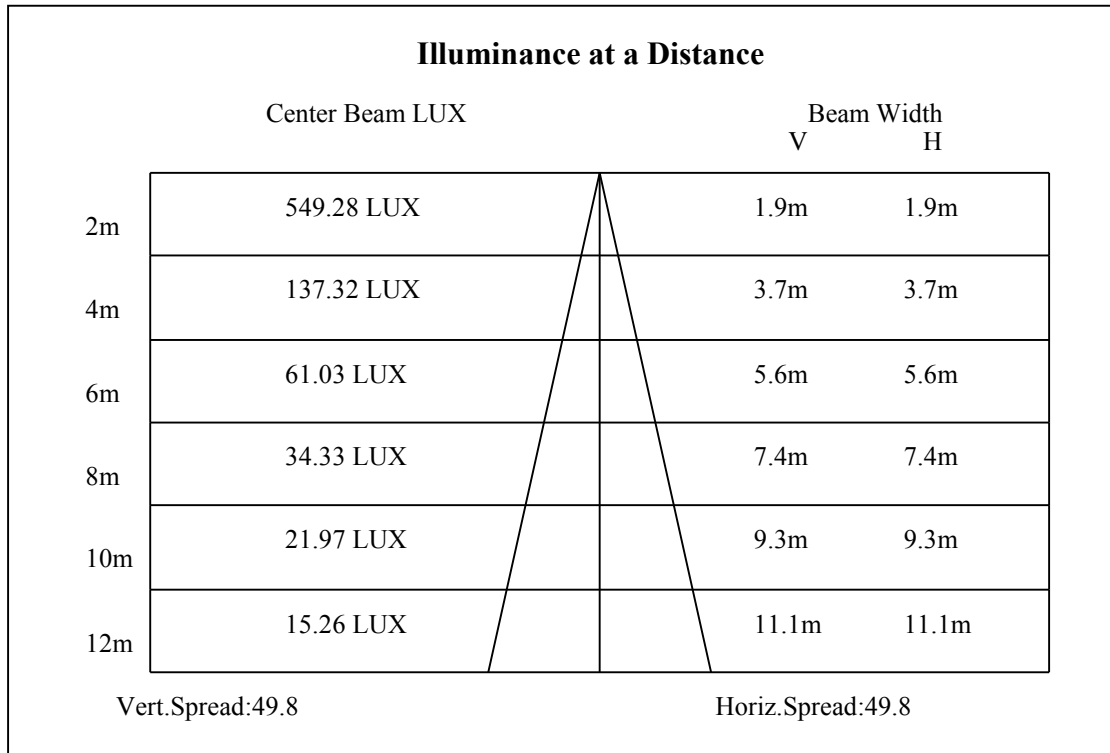 Illuminance at a Distance
Center Beam LUX Beam Width
V H
2m 549.28 LUX 1.9m 1.9m
4m 137.32 LUX 3.7m 3.7m
6m 61.03 LUX 5.6m 5.6m
8m 34.33 LUX 7.4m 7.4m
10m 21.97 LUX 9.3m 9.3m
12m 15.26 LUX 11.1m 11.1m
Vert.Spread:49.8 Horiz.Spread:49.8